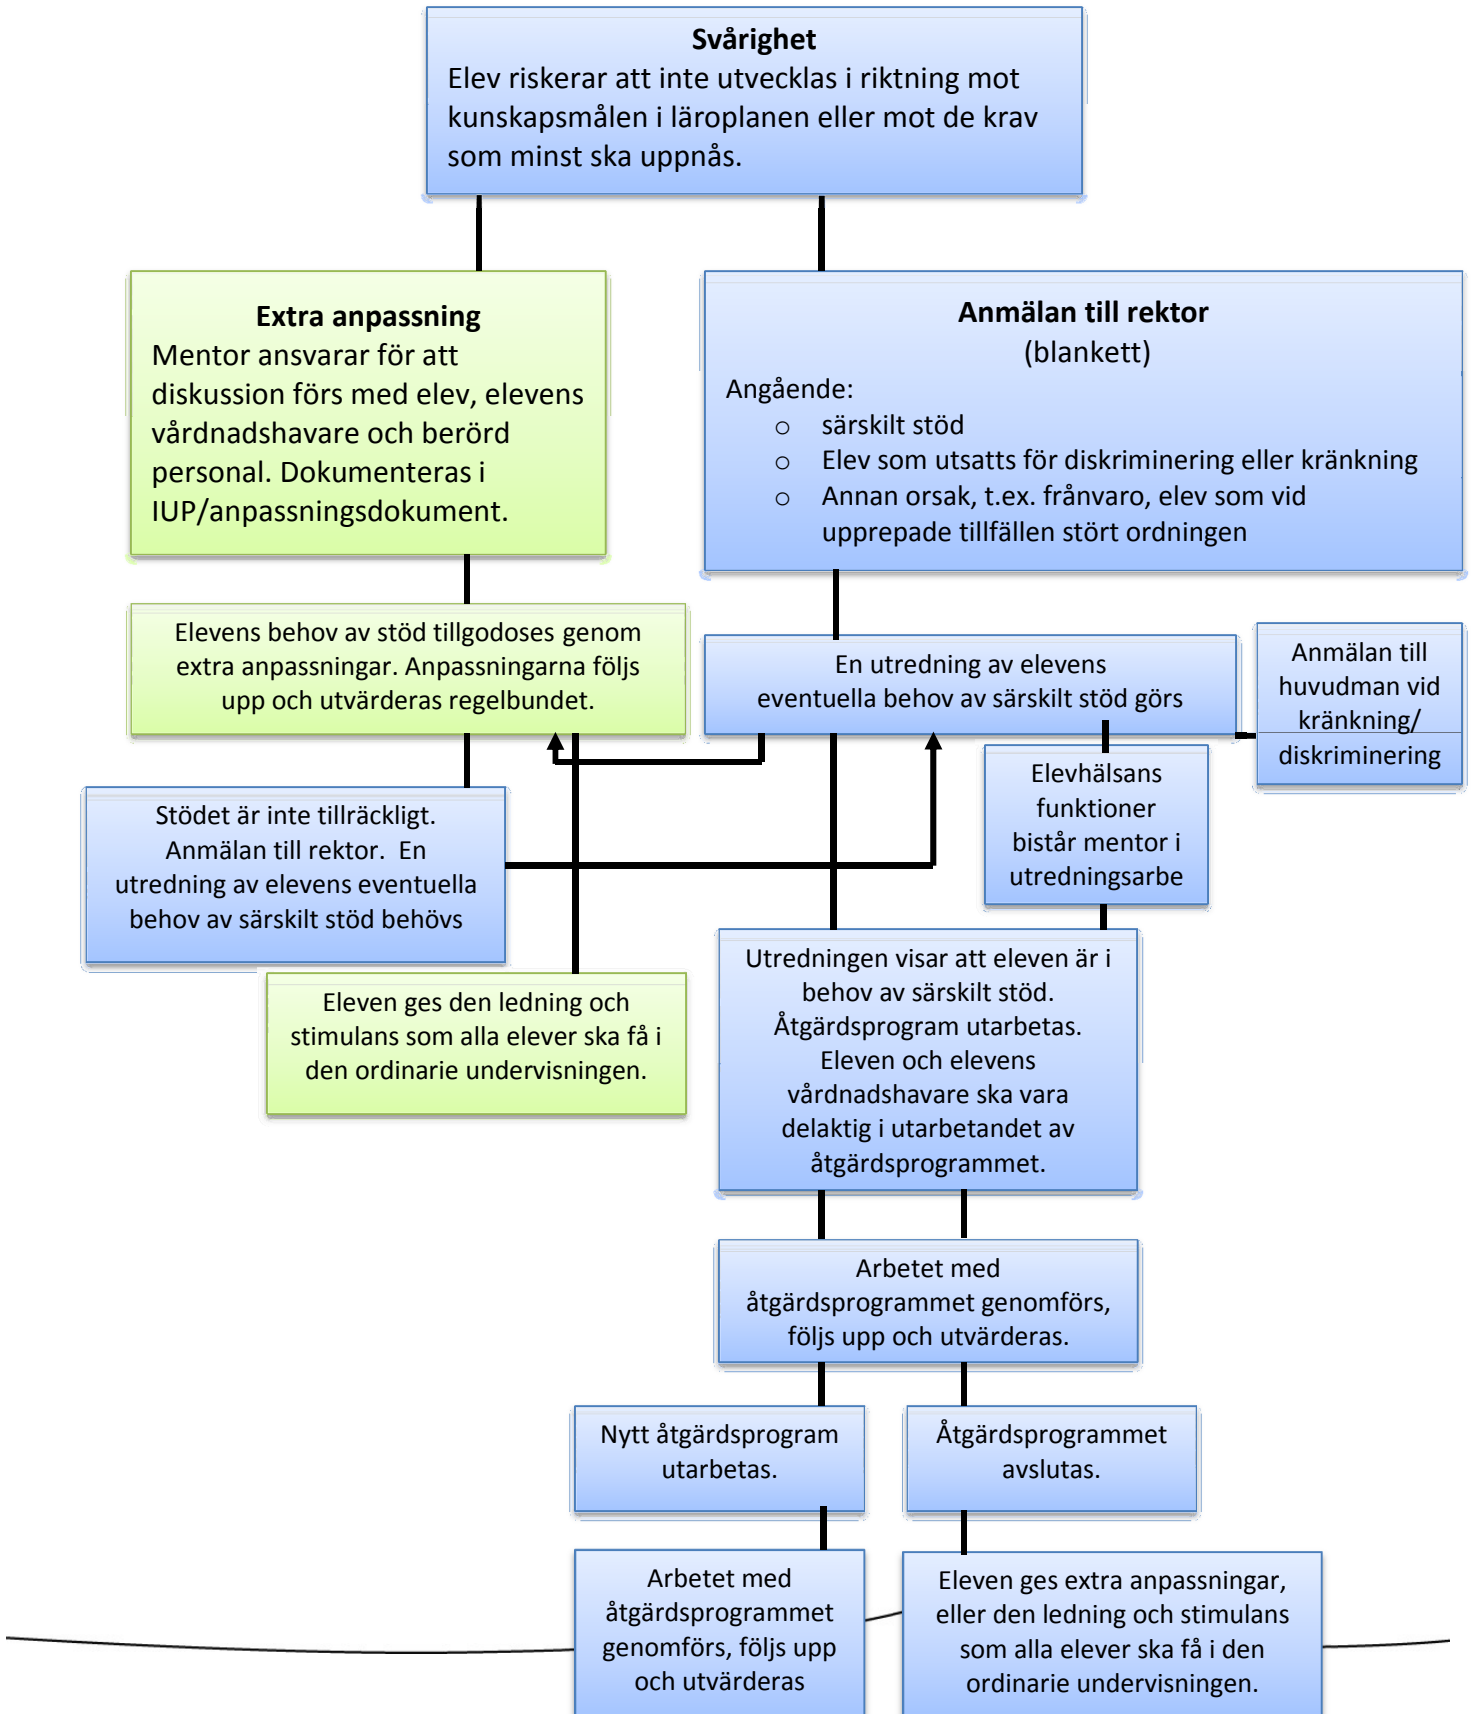 Svårighet
Elev riskerar att inte utvecklas i riktning mot
kunskapsmålen i läroplanen eller mot de krav
som minst ska uppnås.
Extra anpassning
Mentor ansvarar för att
diskussion förs med elev, elevens
vårdnadshavare och berörd
personal. Dokumenteras i
IUP/anpassningsdokument.
Anmälan till rektor
(blankett)
Angående:
o särskilt stöd
o Elev som utsatts för diskriminering eller kränkning
o Annan orsak, t.ex. frånvaro, elev som vid
upprepade tillfällen stört ordningen
Elevens behov av stöd tillgodoses genom
extra anpassningar. Anpassningarna följs
upp och utvärderas regelbundet.
En utredning av elevens
eventuella behov av särskilt stöd görs
Anmälan till
huvudman vid
kränkning/
diskriminering
Elevhälsans
funktioner
bistår mentor i
utredningsarbe
Stödet är inte tillräckligt.
Anmälan till rektor. En
utredning av elevens eventuella
behov av särskilt stöd behövs
Eleven ges den ledning och
stimulans som alla elever ska få i
den ordinarie undervisningen.
Utredningen visar att eleven är i
behov av särskilt stöd.
Åtgärdsprogram utarbetas.
Eleven och elevens
vårdnadshavare ska vara
delaktig i utarbetandet av
åtgärdsprogrammet.
Arbetet med
åtgärdsprogrammet genomförs,
följs upp och utvärderas.
Nytt åtgärdsprogram
utarbetas.
Åtgärdsprogrammet
avslutas.
Arbetet med
åtgärdsprogrammet
genomförs, följs upp
och utvärderas
Eleven ges extra anpassningar,
eller den ledning och stimulans
som alla elever ska få i den
ordinarie undervisningen.